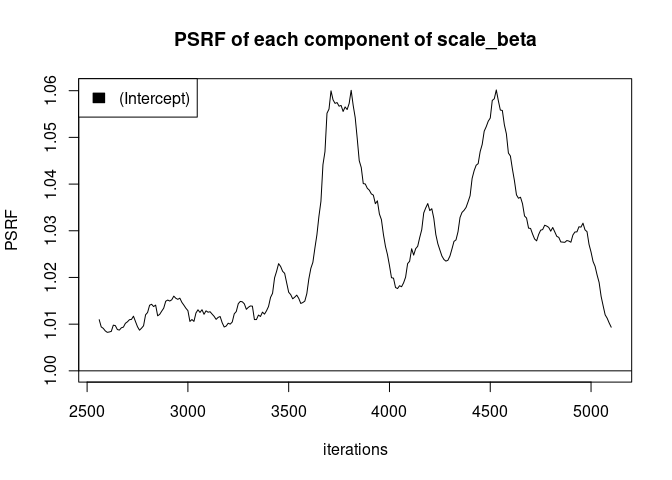 PSRF of each component of scale_beta
(Intercept)
PSRF
1.06
1.05
1.04
1.03
1.02
1.01
1.00
2500 3000 3500 4000 4500 5000
iterations